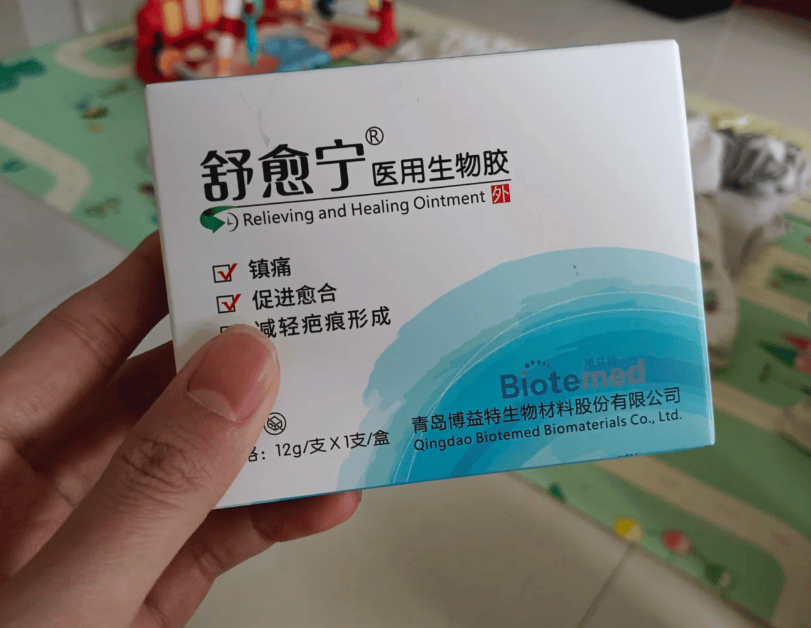 舒愈宁® 医用生物胶
Relieving and Healing Ointment 外
镇痛
促进愈合
减轻疤痕形成
Biotemed
格：12g/支 X 1支/盒
青岛博益特生物材料股份有限公司
Qingdao Biotemed Biomaterials Co., Ltd.